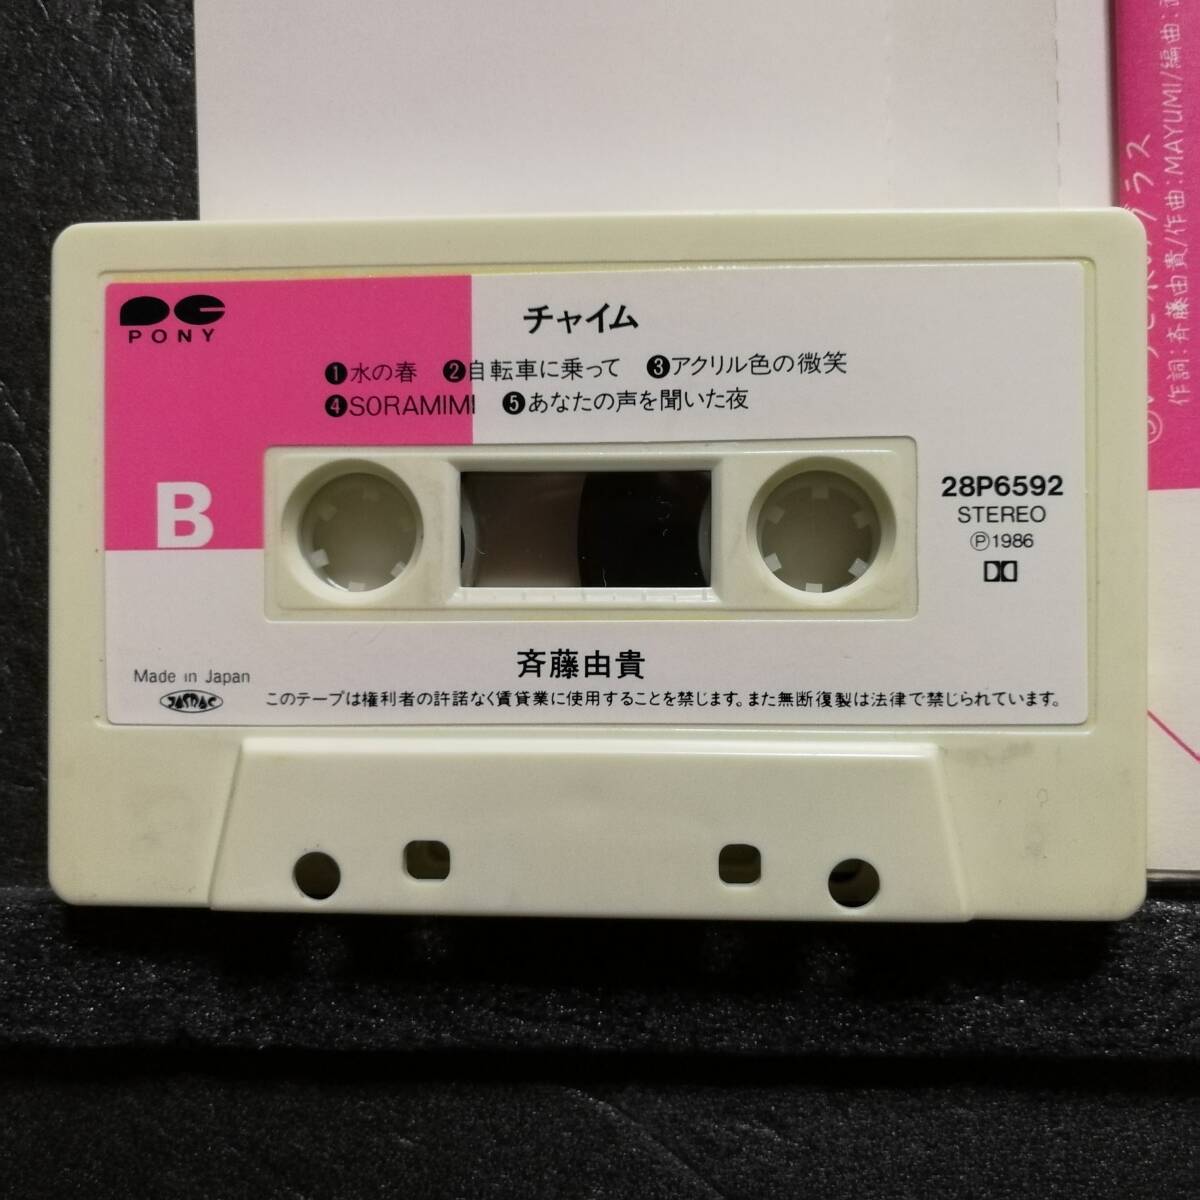 PONY
チャイム
❶水の春 ❷自転車に乗って ❸アクリル色の微笑
❹SORAMIMI ❺あなたの声を聞いた夜
B
28P6592
STEREO
Ⓟ1986
斉藤由貴
Made in Japan
JASRAC
このテープは権利者の許諾なく賃貸業に使用することを禁じます。また無断復製は法律で禁じられています。
ガラス
作詞:斉藤由貴/作曲:MAYUMI/編曲: